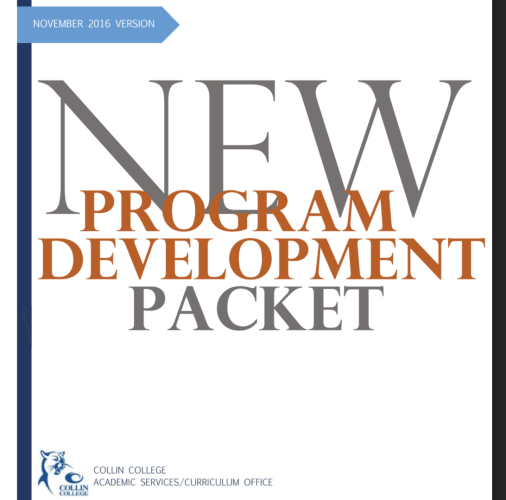 NOVEMBER 2016 VERSION
NEW
PROGRAM
DEVELOPMENT
PACKET
COLLIN
COLLEGE
COLLIN COLLEGE
ACADEMIC SERVICES/CURRICULUM OFFICE